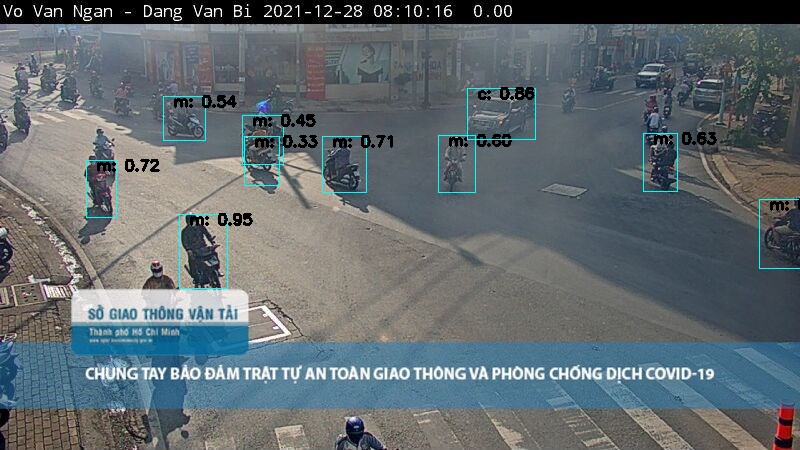 Vo Van Ngan - Dang Van Bi 2021-12-28 08:10:16 0.00
c: 0.86
m: 0.54
m: 0.45
m: 0.33
m: 0.71
m: 0.60
m: 0.63
m: 0.72
m:
m: 0.95
SỞ GIAO THÔNG VẬN TẢI
Thành phố Hồ Chí Minh
CHUNG TAY BẢO ĐẢM TRẬT TỰ AN TOÀN GIAO THÔNG VÀ PHÒNG CHỐNG DỊCH COVID-19